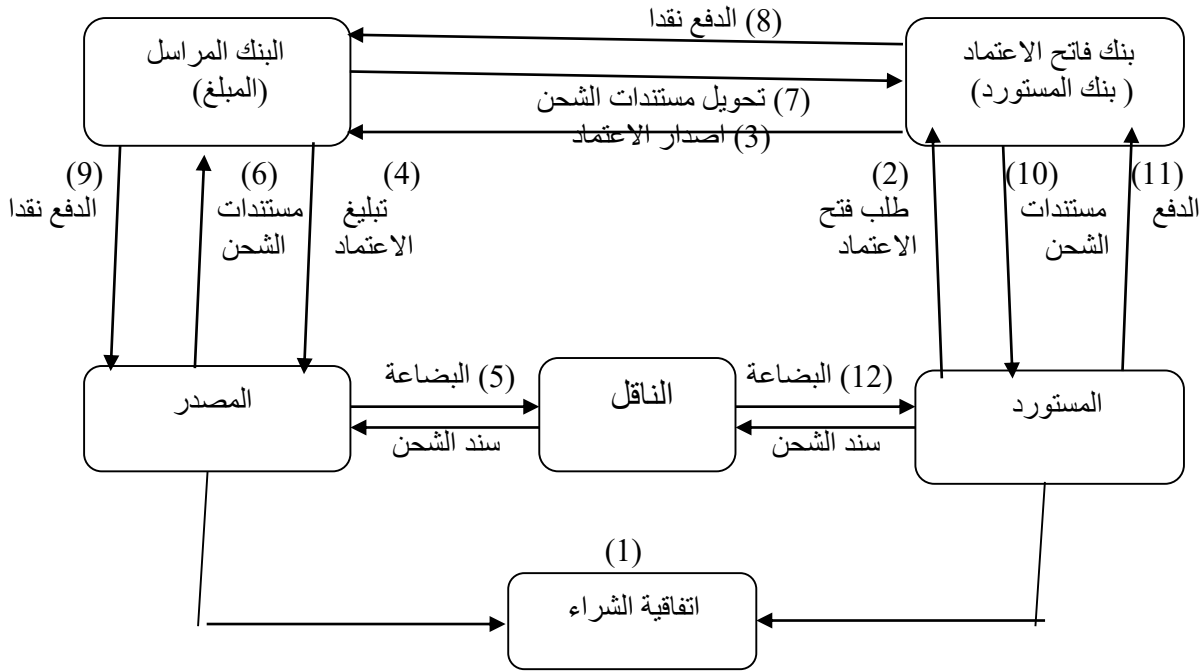 (8) الدفع نقدا
بنك فاتح الاعتماد
( بنك المستورد)
البنك المراسل
(المبلغ)
(7) تحويل مستندات الشحن
(3) اصدار الاعتماد
(11)
الدفع
(10)
مستندات
الشحن
(2)
طلب فتح
الاعتماد
(4)
تبليغ
الاعتماد
(6)
مستندات
الشحن
(9)
الدفع نقدا
المستورد
(12) البضاعة
سند الشحن
الناقل
(5) البضاعة
سند الشحن
المصدر
(1)
اتفاقية الشراء